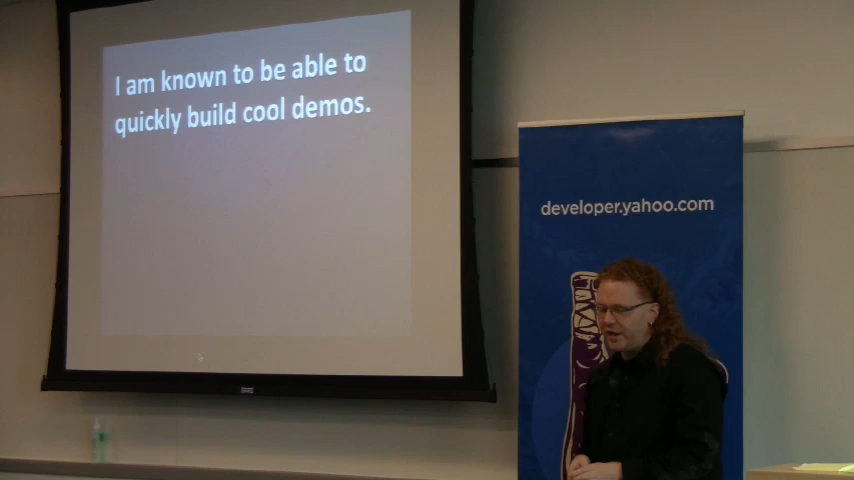 I am known to be able to
quickly build cool demos.
developer.yahoo.com